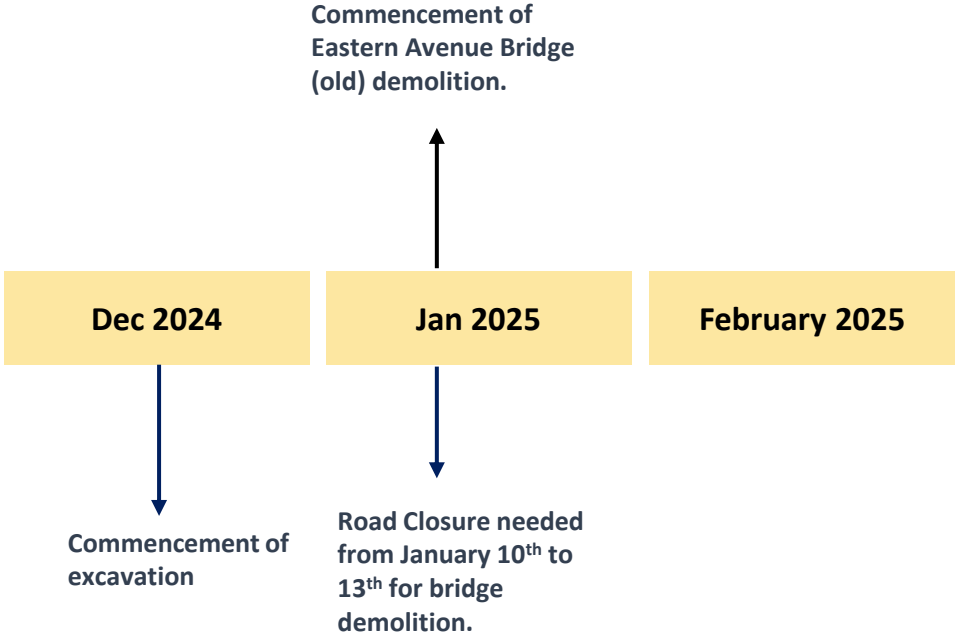 Commencement of
Eastern Avenue Bridge
(old) demolition.
Dec 2024
Jan 2025
February 2025
Commencement of
excavation
Road Closure needed
from January 10th to
13th for bridge
demolition.